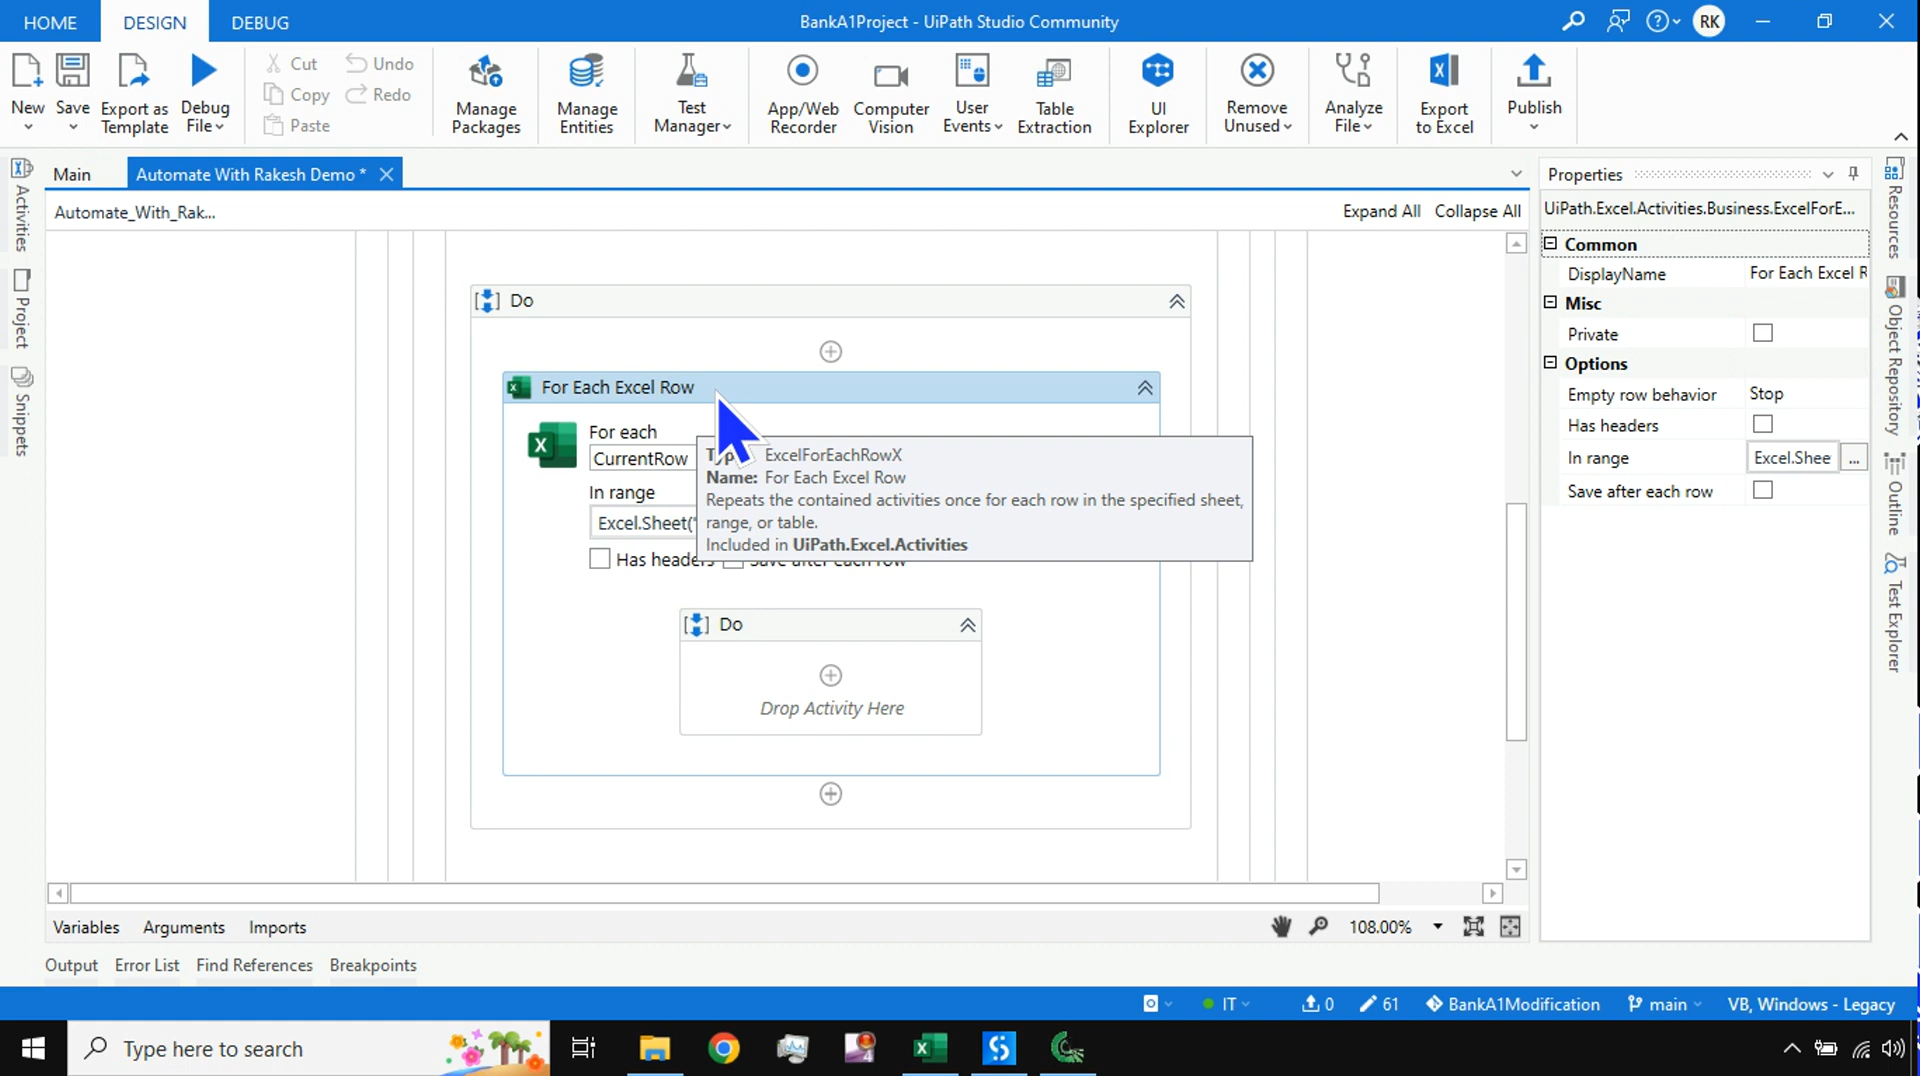 HOME
DESIGN
DEBUG
BankA1Project - UiPath Studio Community
RK
New
Save
Export as
Template
Debug
File
Cut
Copy
Paste
Undo
Redo
Manage
Packages
Manage
Entities
Test
Manager
App/Web
Recorder
Computer
Vision
User
Events
Table
Extraction
UI
Explorer
Remove
Unused
Analyze
File
Export
to Excel
Publish
Activities
Project
Snippets
Main
Automate With Rakesh Demo *
Automate_With_Rak...
Expand All
Collapse All
Do
For Each Excel Row
For each
CurrentRow
In range
Excel.Sheet("
Has headers
Save after each row
ExcelForEachRowX
Name: For Each Excel Row
Repeats the contained activities once for each row in the specified sheet,
range, or table.
Included in UiPath.Excel.Activities
Do
Drop Activity Here
Properties
UiPath.Excel.Activities.Business.ExcelForE...
Common
DisplayName
For Each Excel R
Misc
Private
Options
Empty row behavior
Stop
Has headers
In range
Excel.Shee
...
Save after each row
Resources
Object Repository
Outline
Test Explorer
Variables
Arguments
Imports
108.00%
Output
Error List
Find References
Breakpoints
IT
0
61
BankA1Modification
main
VB, Windows - Legacy
Type here to search
4